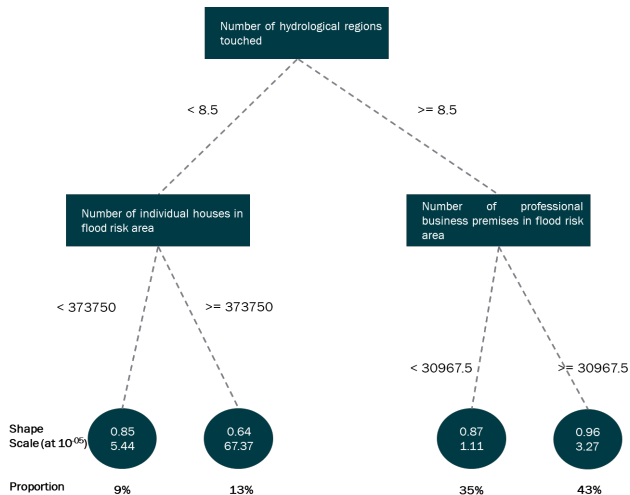 Number of hydrological regions
touched
< 8.5
>= 8.5
Number of individual houses in
flood risk area
Number of professional
business premises in flood risk
area
< 373750
>= 373750
< 30967.5
>= 30967.5
Shape
Scale (at 10⁻⁰⁵)
0.85
5.44
0.64
67.37
0.87
1.11
0.96
3.27
Proportion
9%
13%
35%
43%